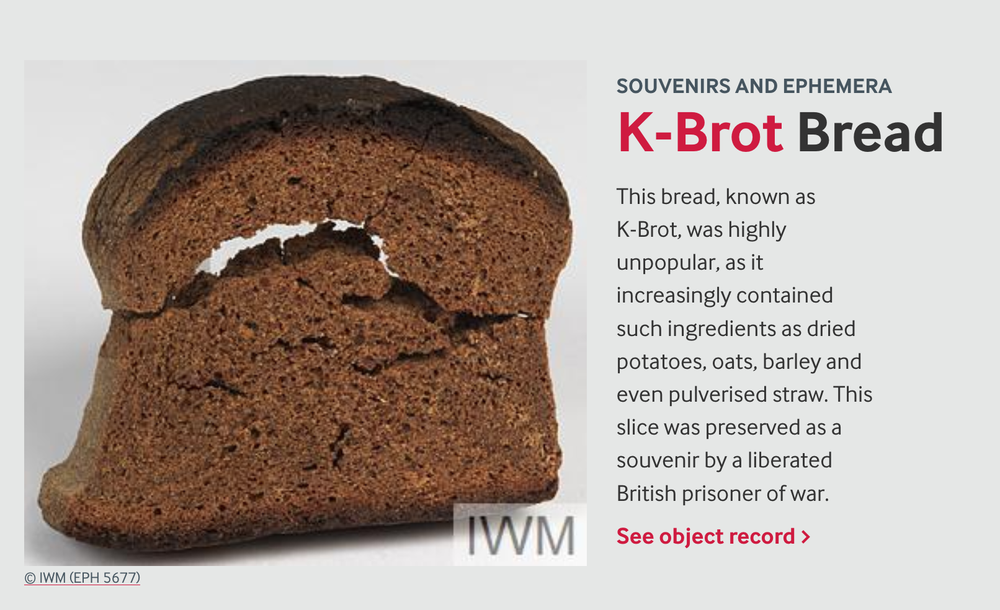 SOUVENIRS AND EPHEMERA
K-Brot Bread
This bread, known as
K-Brot, was highly
unpopular, as it
increasingly contained
such ingredients as dried
potatoes, oats, barley and
even pulverised straw. This
slice was preserved as a
souvenir by a liberated
British prisoner of war.
See object record >
IWM
© IWM (EPH 5677)